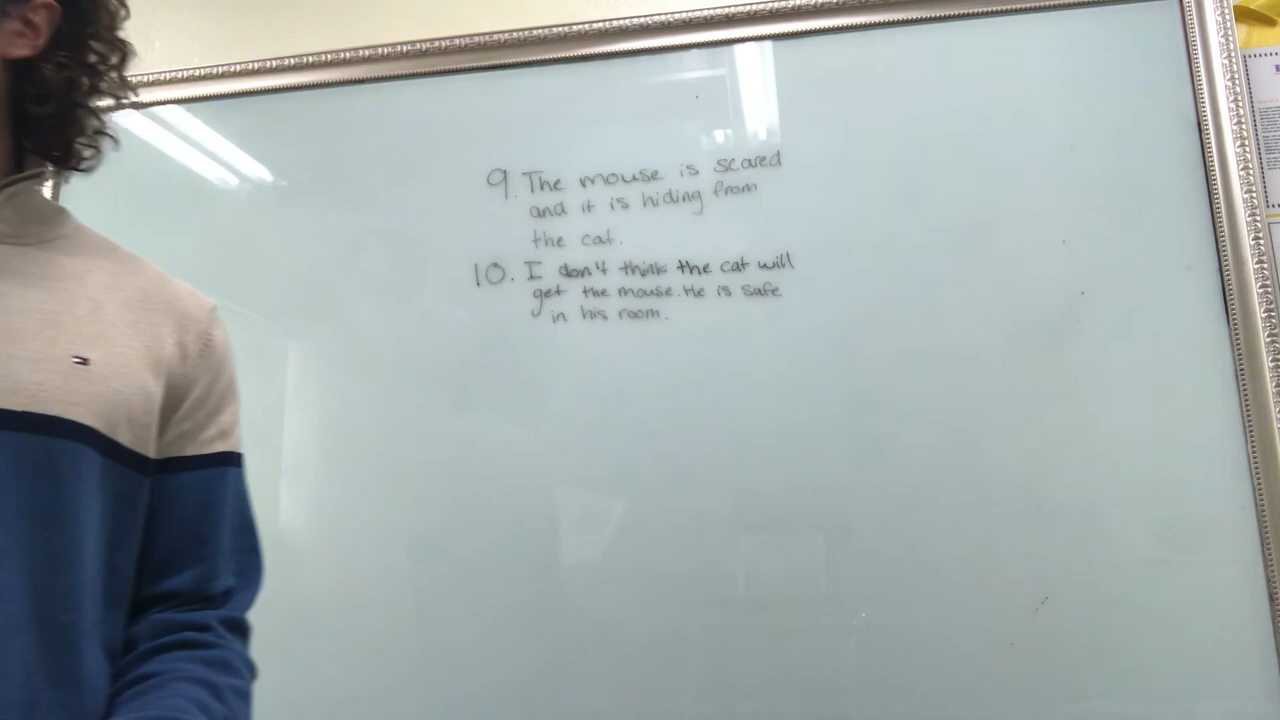 9. The mouse is scared
and it is hiding from
the cat.
10. I don't think the cat will
get the mouse. He is safe
in his room.